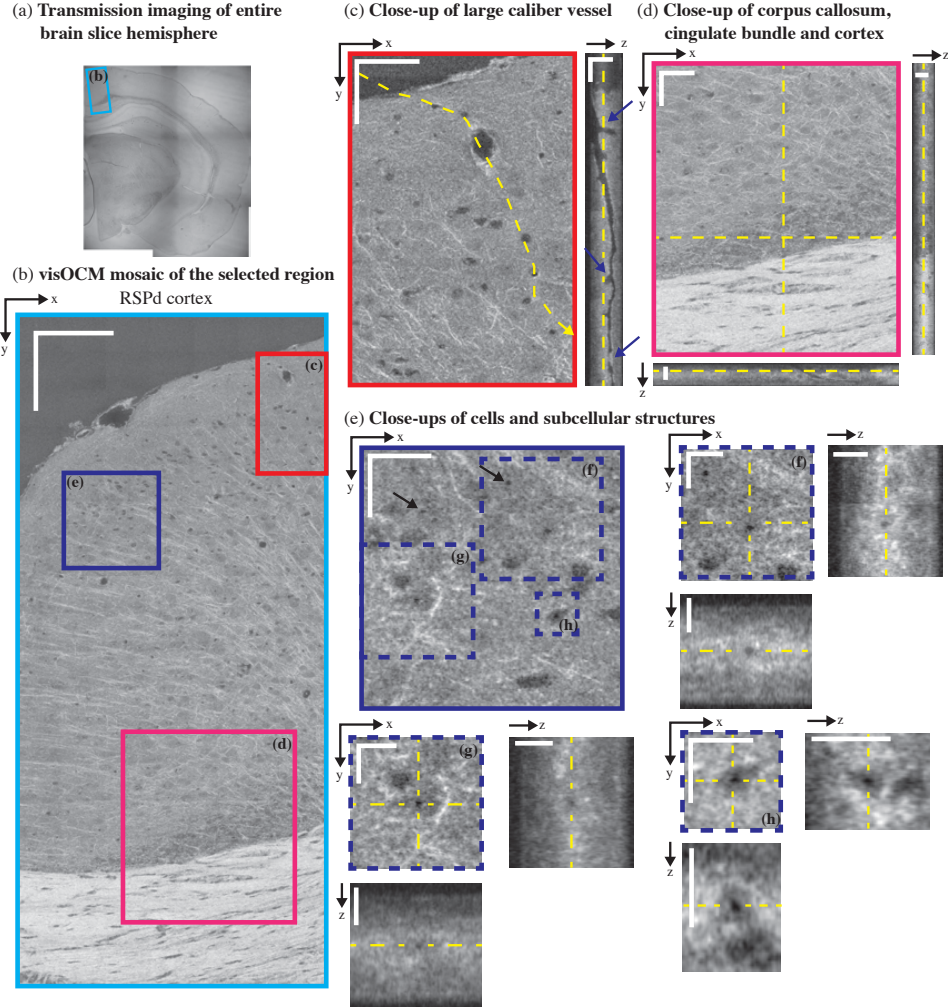 (a) Transmission imaging of entire
brain slice hemisphere
(b)
(b) visOCM mosaic of the selected region
x
RSPd cortex
y
(c)
(e)
(d)
(c) Close-up of large caliber vessel
x
z
y
(d) Close-up of corpus callosum,
cingulate bundle and cortex
x
z
y
z
(e) Close-ups of cells and subcellular structures
x
y
(f)
(g)
(h)
x
z
y
(f)
z
x
z
y
(g)
z
x
z
y
(h)
z